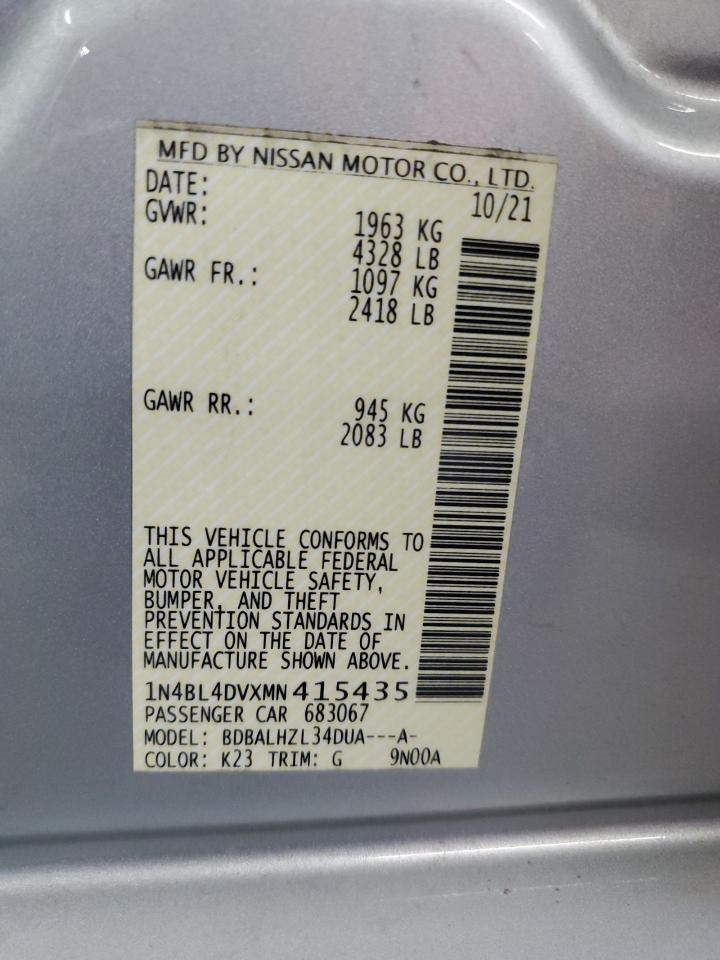 MFD BY NISSAN MOTOR CO., LTD.
DATE: 10/21
GVWR: 1963 KG
4328 LB
GAWR FR.: 1097 KG
2418 LB
GAWR RR.: 945 KG
2083 LB
THIS VEHICLE CONFORMS TO
ALL APPLICABLE FEDERAL
MOTOR VEHICLE SAFETY,
BUMPER, AND THEFT
PREVENTION STANDARDS IN
EFFECT ON THE DATE OF
MANUFACTURE SHOWN ABOVE.
1N4BL4DVXMN415435
PASSENGER CAR 683067
MODEL: BDBALHZL34DUA---A-
COLOR: K23 TRIM: G 9N00A